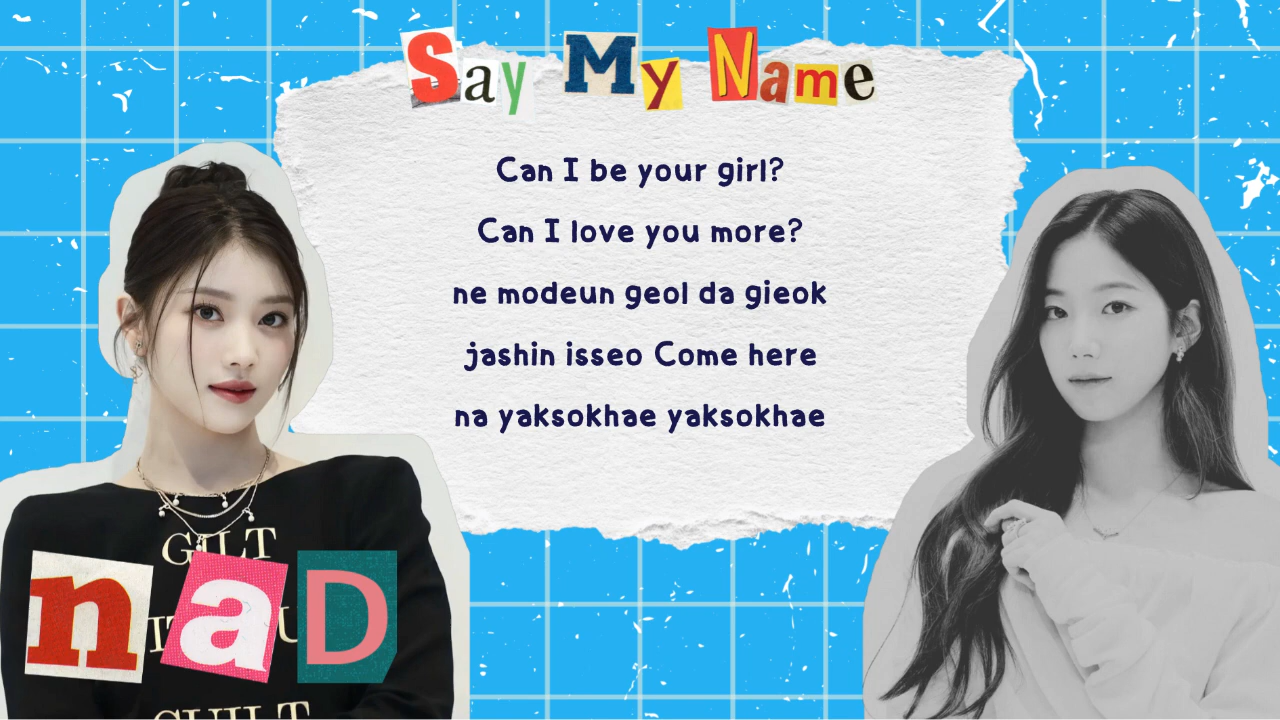 Say My Name
Can I be your girl?
Can I love you more?
ne modeun geol da gieok
jashin isseo Come here
na yaksokhae yaksokhae
GILT
naD